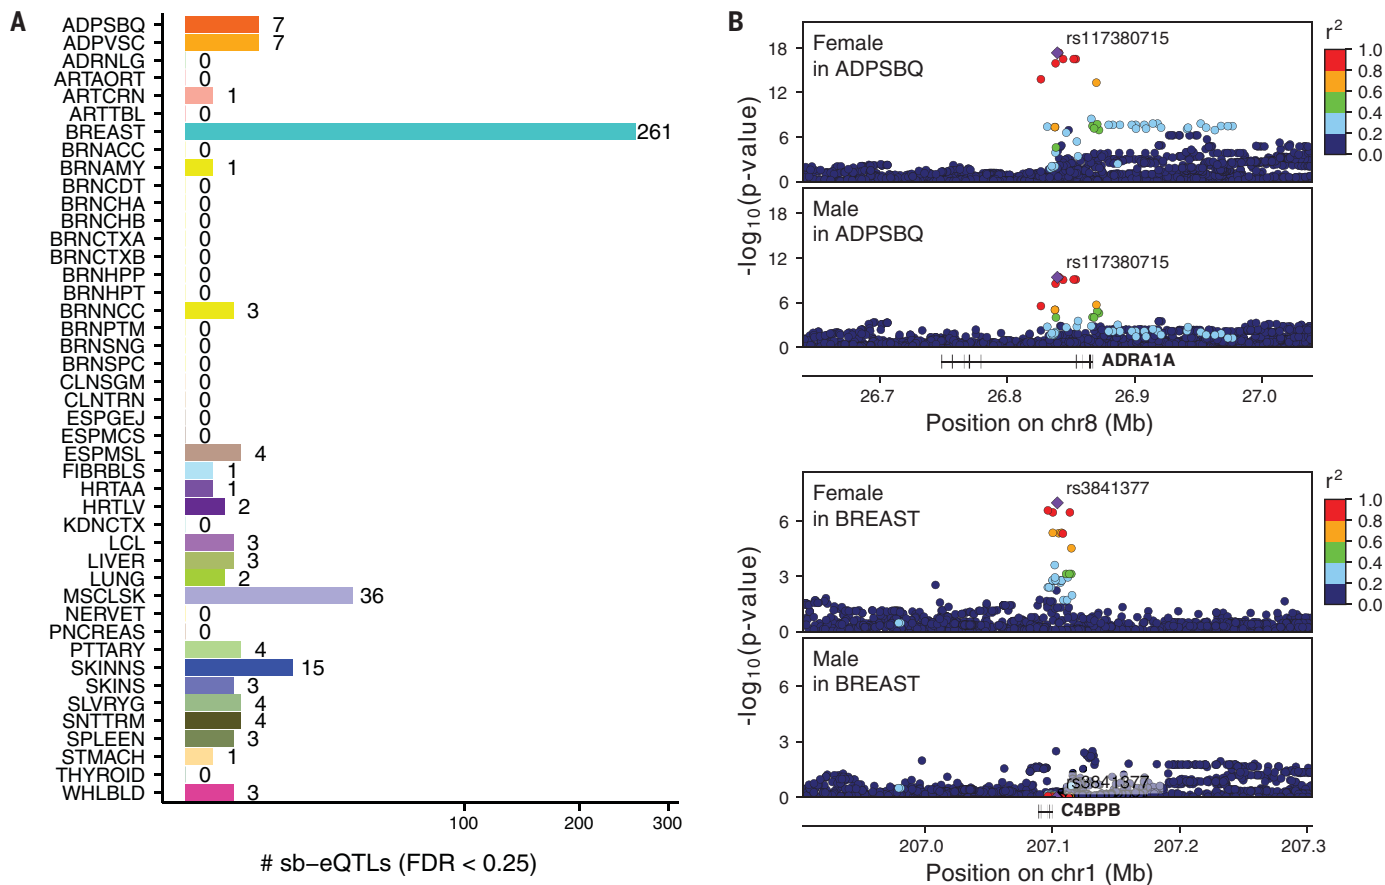 A
ADPSBQ 7
ADPVSC 7
ADRNLG 0
ARTAORT 0
ARTCRN 1
ARTTBL 0
BREAST 261
BRNACC 0
BRNAMY 1
BRNCDT 0
BRNCHA 0
BRNCHB 0
BRNCTXA 0
BRNCTXB 0
BRNHPP 0
BRNHPT 0
BRNNCC 3
BRNPTM 0
BRNSNG 0
BRNSPC 0
CLNSGM 0
CLNTRN 0
ESPGEJ 0
ESPMCS 0
ESPMSL 4
FIBRBLS 1
HRTAA 1
HRTLV 2
KDNCTX 0
LCL 3
LIVER 3
LUNG 2
MSCLSK 36
NERVET 0
PNCREAS 0
PTTARY 4
SKINNS 15
SKINS 3
SLVRYG 4
SNTTRM 4
SPLEEN 3
STMACH 1
THYROID 0
WHLBLD 3
100 200 300
# sb−eQTLs (FDR < 0.25)
B
Female
in ADPSBQ
rs117380715
18
12
6
0
Male
in ADPSBQ
rs117380715
18
12
6
0
-log10(p-value)
ADRA1A
26.7 26.8 26.9 27.0
Position on chr8 (Mb)
r2
1.0
0.8
0.6
0.4
0.2
0.0
Female
in BREAST
rs3841377
6
3
0
Male
in BREAST
rs3841377
6
3
0
-log10(p-value)
C4BPB
207.0 207.1 207.2 207.3
Position on chr1 (Mb)
r2
1.0
0.8
0.6
0.4
0.2
0.0